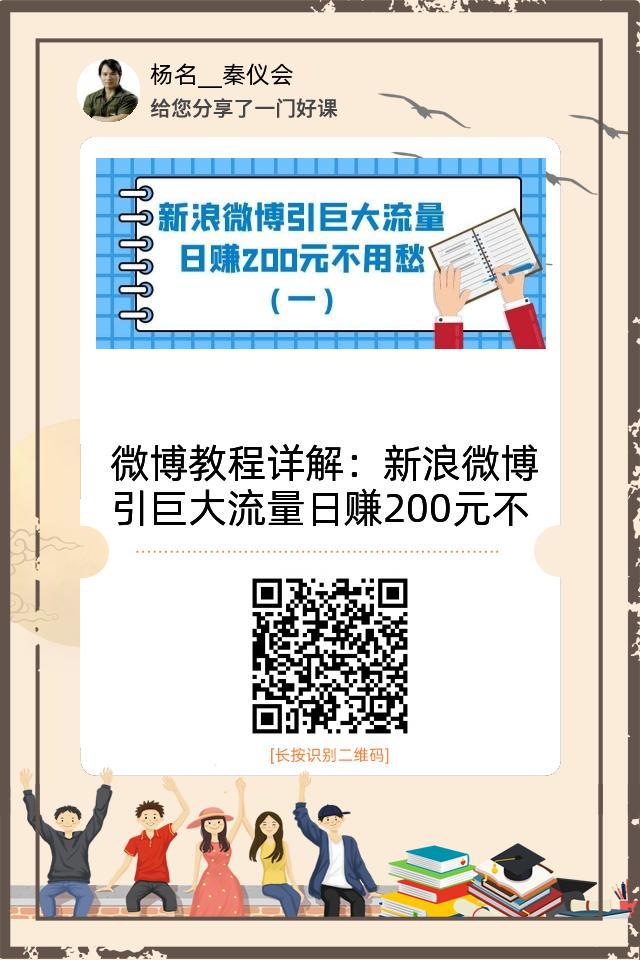 杨名__秦仪会
给您分享了一门好课
新浪微博引巨大流量
日赚200元不用愁
（一）
微博教程详解：新浪微博
引巨大流量日赚200元不
[长按识别二维码]